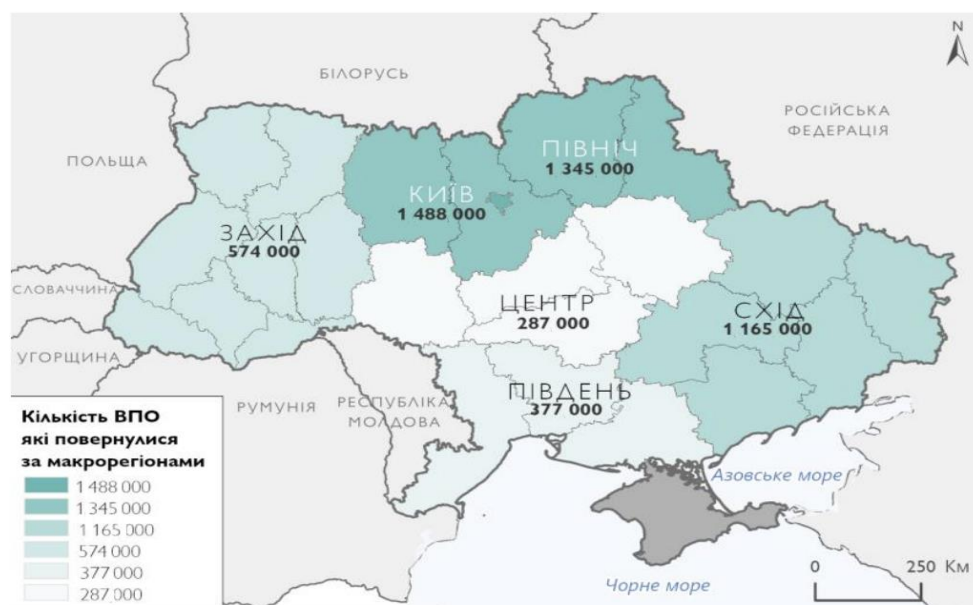 N
БІЛОРУСЬ
РОСІЙСЬКА
ФЕДЕРАЦІЯ
ПОЛЬЩА
ПІВНІЧ
1 345 000
КИЇВ
1 488 000
ЗАХІД
574 000
СЛОВАЧЧИНА
ЦЕНТР
287 000
СХІД
1 165 000
УГОРЩИНА
ПІВДЕНЬ
377 000
РУМУНІЯ
РЕСПУБЛІКА
МОЛДОВА
Азовське море
Чорне море
0 250 Км
Кількість ВПО
які повернулися
за макрорегіонами
1 488 000
1 345 000
1 165 000
574 000
377 000
287 000